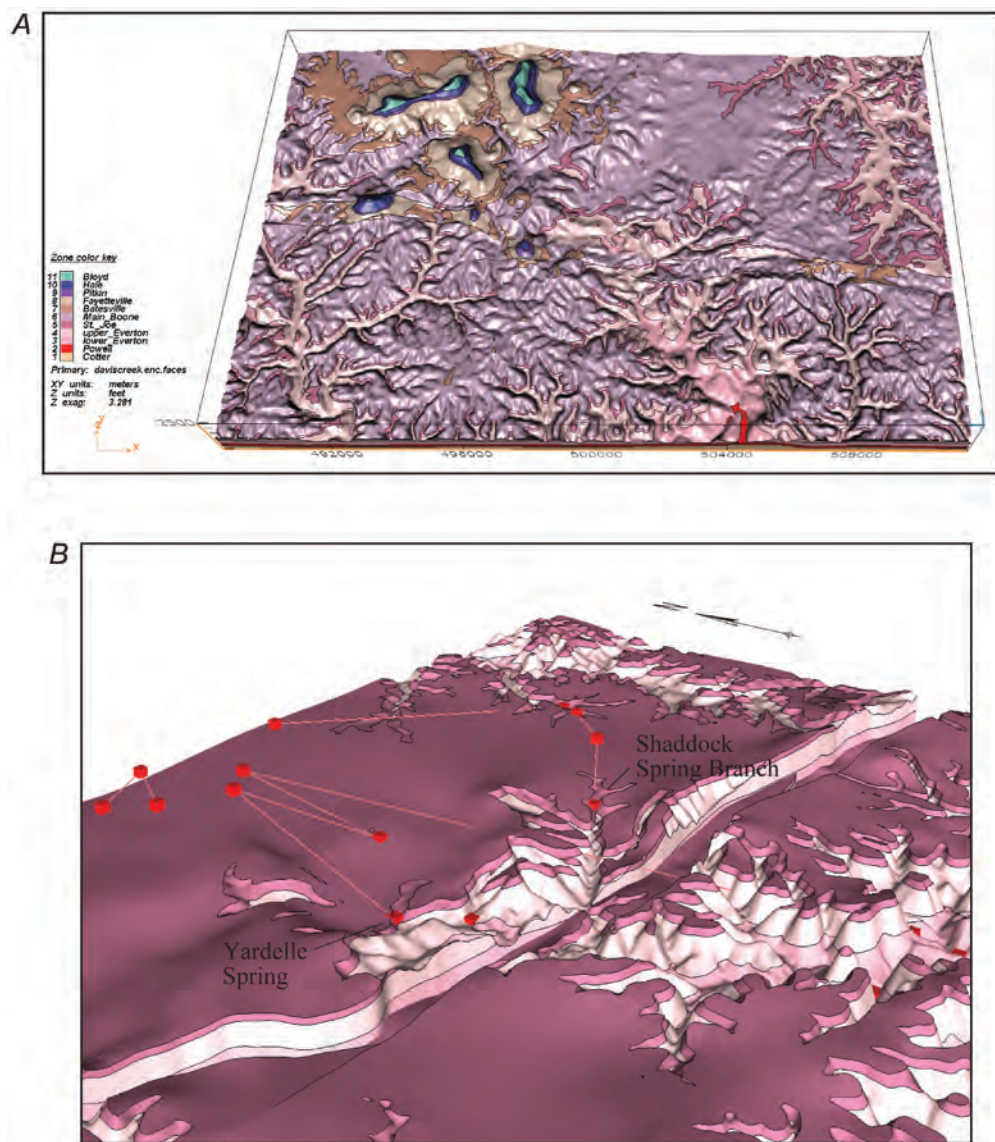 A
Zone color key
11 Bloyd
10 Hale
9 Pitkin
8 Fayetteville
7 Batesville
6 Main_Boone
5 St_Joe
4 upper_Everton
3 lower_Everton
2 Powell
1 Cotter
Primary: daviscreek.enc.faces
XY units: meters
Z units: feet
Z exag: 3.281
492000 496000 500000 504000 508000
X
B
Shaddock
Spring Branch
Yardelle
Spring